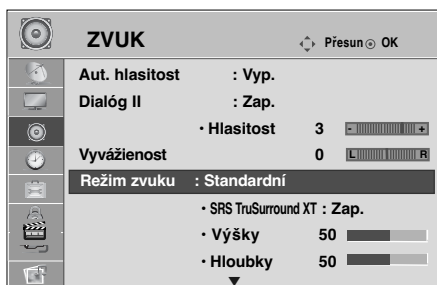 ZVUK Přesun OK
Aut. hlasitost : Vyp.
Dialóg II : Zap.
• Hlasitost 3 - +
Vyvážienost 0 L R
Režim zvuku : Standardní
• SRS TruSurround XT : Zap.
• Výšky 50
• Hloubky 50